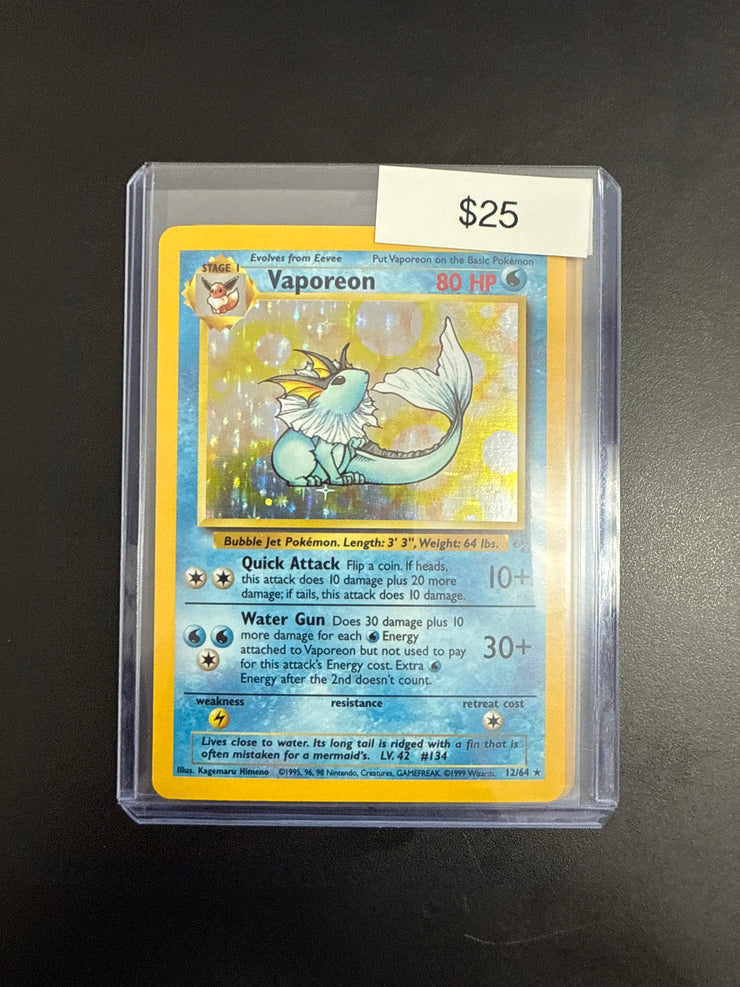 $25
Evolves from Eevee Put Vaporeon on the Basic Pokémon
STAGE 1
Vaporeon 80 HP
Bubble Jet Pokémon. Length: 3' 3", Weight: 64 lbs.
Quick Attack Flip a coin. If heads,
this attack does 10 damage plus 20 more
damage; if tails, this attack does 10 damage.
10+
Water Gun Does 30 damage plus 10
more damage for each Energy
attached to Vaporeon but not used to pay
for this attack's Energy cost. Extra
Energy after the 2nd doesn't count.
30+
weakness resistance retreat cost
Lives close to water. Its long tail is ridged with a fin that is
often mistaken for a mermaid's. LV. 42 #134
Illus. Kagemaru Himeno ©1995, 96, 98 Nintendo, Creatures, GAMEFREAK. ©1999 Wizards. 12/64 ★